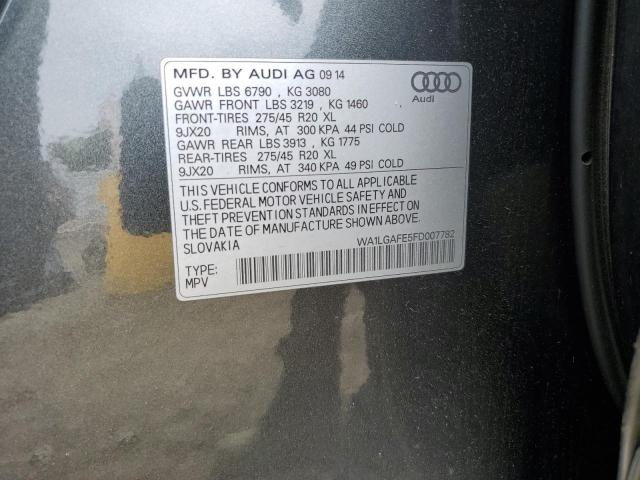 MFD. BY AUDI AG 09 14
GVWR LBS 6790 , KG 3080
GAWR FRONT LBS 3219 , KG 1460
FRONT-TIRES 275/45 R20 XL
9JX20 RIMS, AT 300 KPA 44 PSI COLD
GAWR REAR LBS 3913 , KG 1775
REAR-TIRES 275/45 R20 XL
9JX20 RIMS, AT 340 KPA 49 PSI COLD
Audi
THIS VEHICLE CONFORMS TO ALL APPLICABLE
U.S. FEDERAL MOTOR VEHICLE SAFETY AND
THEFT PREVENTION STANDARDS IN EFFECT ON
THE DATE OF MANUFACTURE SHOWN ABOVE.
SLOVAKIA
WA1LGAFE5FD007782
TYPE:
MPV